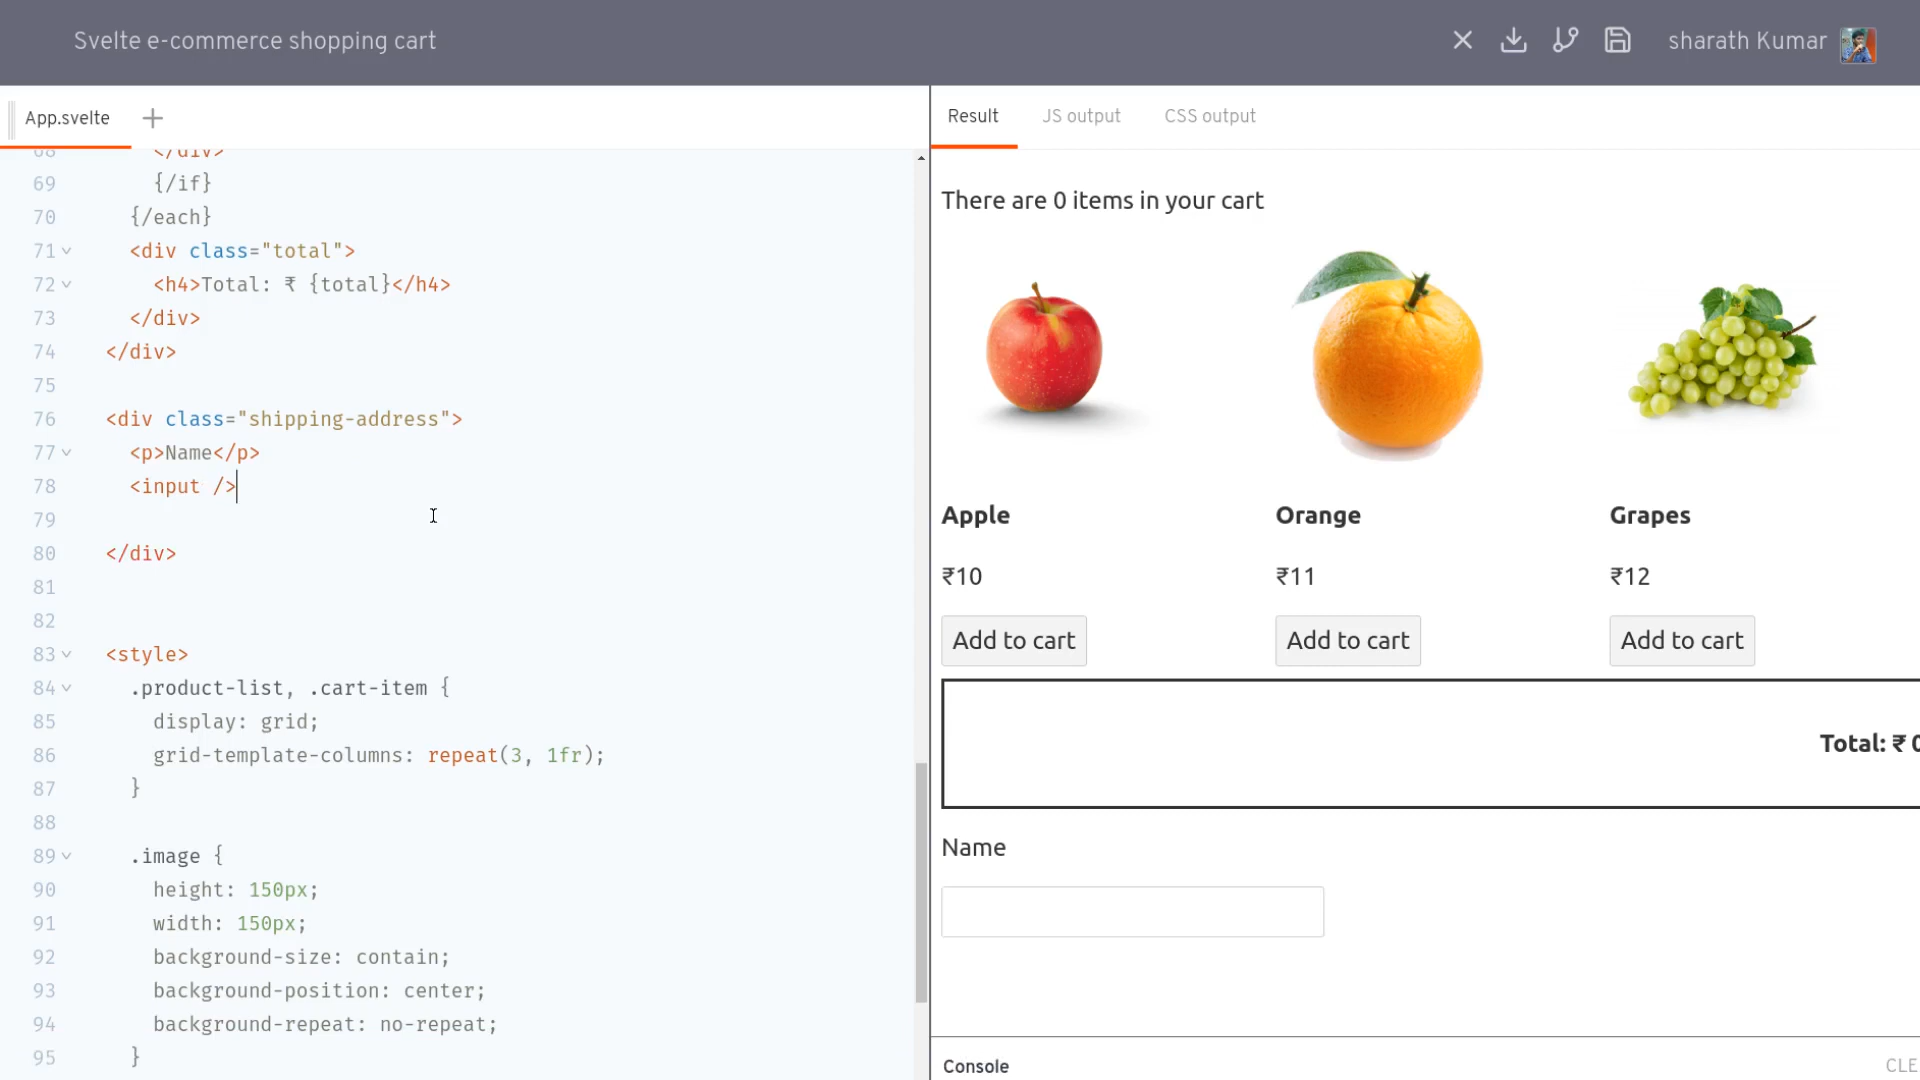 Svelte e-commerce shopping cart
sharath Kumar
App.svelte
68 </div>
69 {/if}
70 {/each}
71 <div class="total">
72 <h4>Total: ₹ {total}</h4>
73 </div>
74 </div>
75
76 <div class="shipping-address">
77 <p>Name</p>
78 <input />
79
80 </div>
81
82
83 <style>
84 .product-list, .cart-item {
85 display: grid;
86 grid-template-columns: repeat(3, 1fr);
87 }
88
89 .image {
90 height: 150px;
91 width: 150px;
92 background-size: contain;
93 background-position: center;
94 background-repeat: no-repeat;
95 }
Result JS output CSS output
There are 0 items in your cart
Apple Orange Grapes
₹10 ₹11 ₹12
Add to cart Add to cart Add to cart
Total: ₹ 0
Name
Console CLE